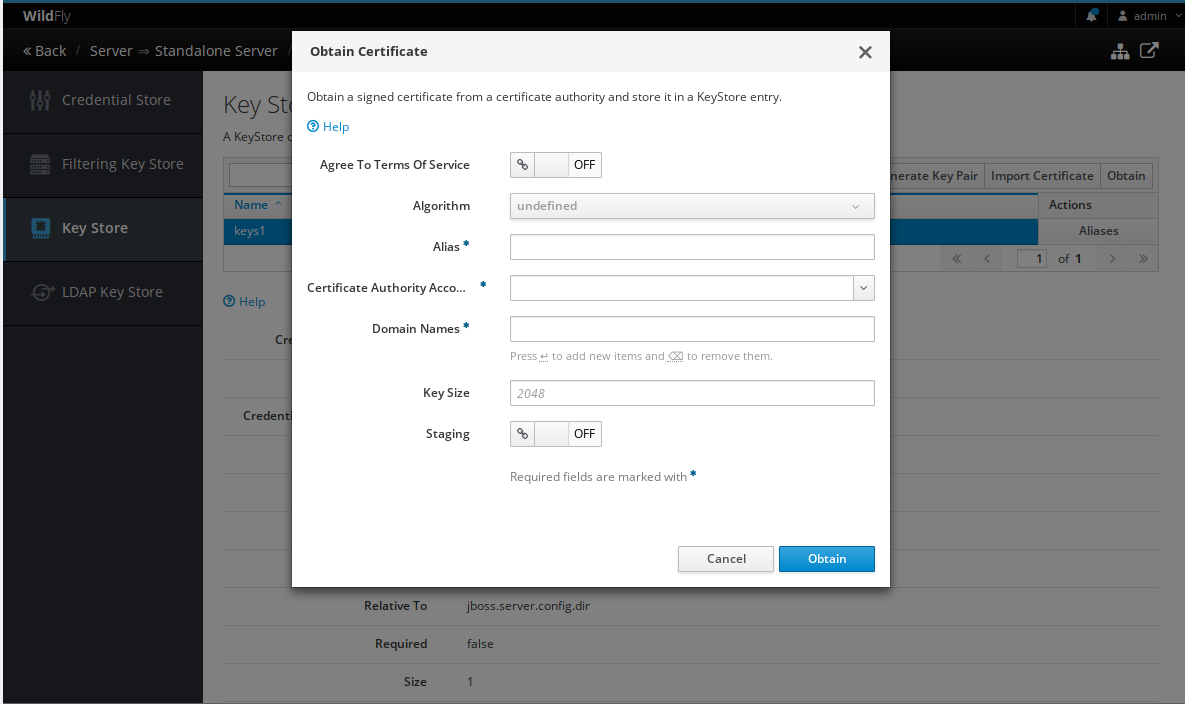 WildFly
admin
« Back / Server ⇒ Standalone Server /
Obtain Certificate
Credential Store
Filtering Key Store
Key Store
LDAP Key Store
Key Sto
A KeyStore
nerate Key Pair Import Certificate Obtain
Name Actions
keys1 Aliases
« < 1 of 1 > »
Help
Cre
Credenti
Obtain a signed certificate from a certificate authority and store it in a KeyStore entry.
Help
Agree To Terms Of Service OFF
Algorithm undefined
Alias *
Certificate Authority Acco... *
Domain Names *
Press ↵ to add new items and ⌫ to remove them.
Key Size 2048
Staging OFF
Required fields are marked with *
Cancel Obtain
Relative To jboss.server.config.dir
Required false
Size 1